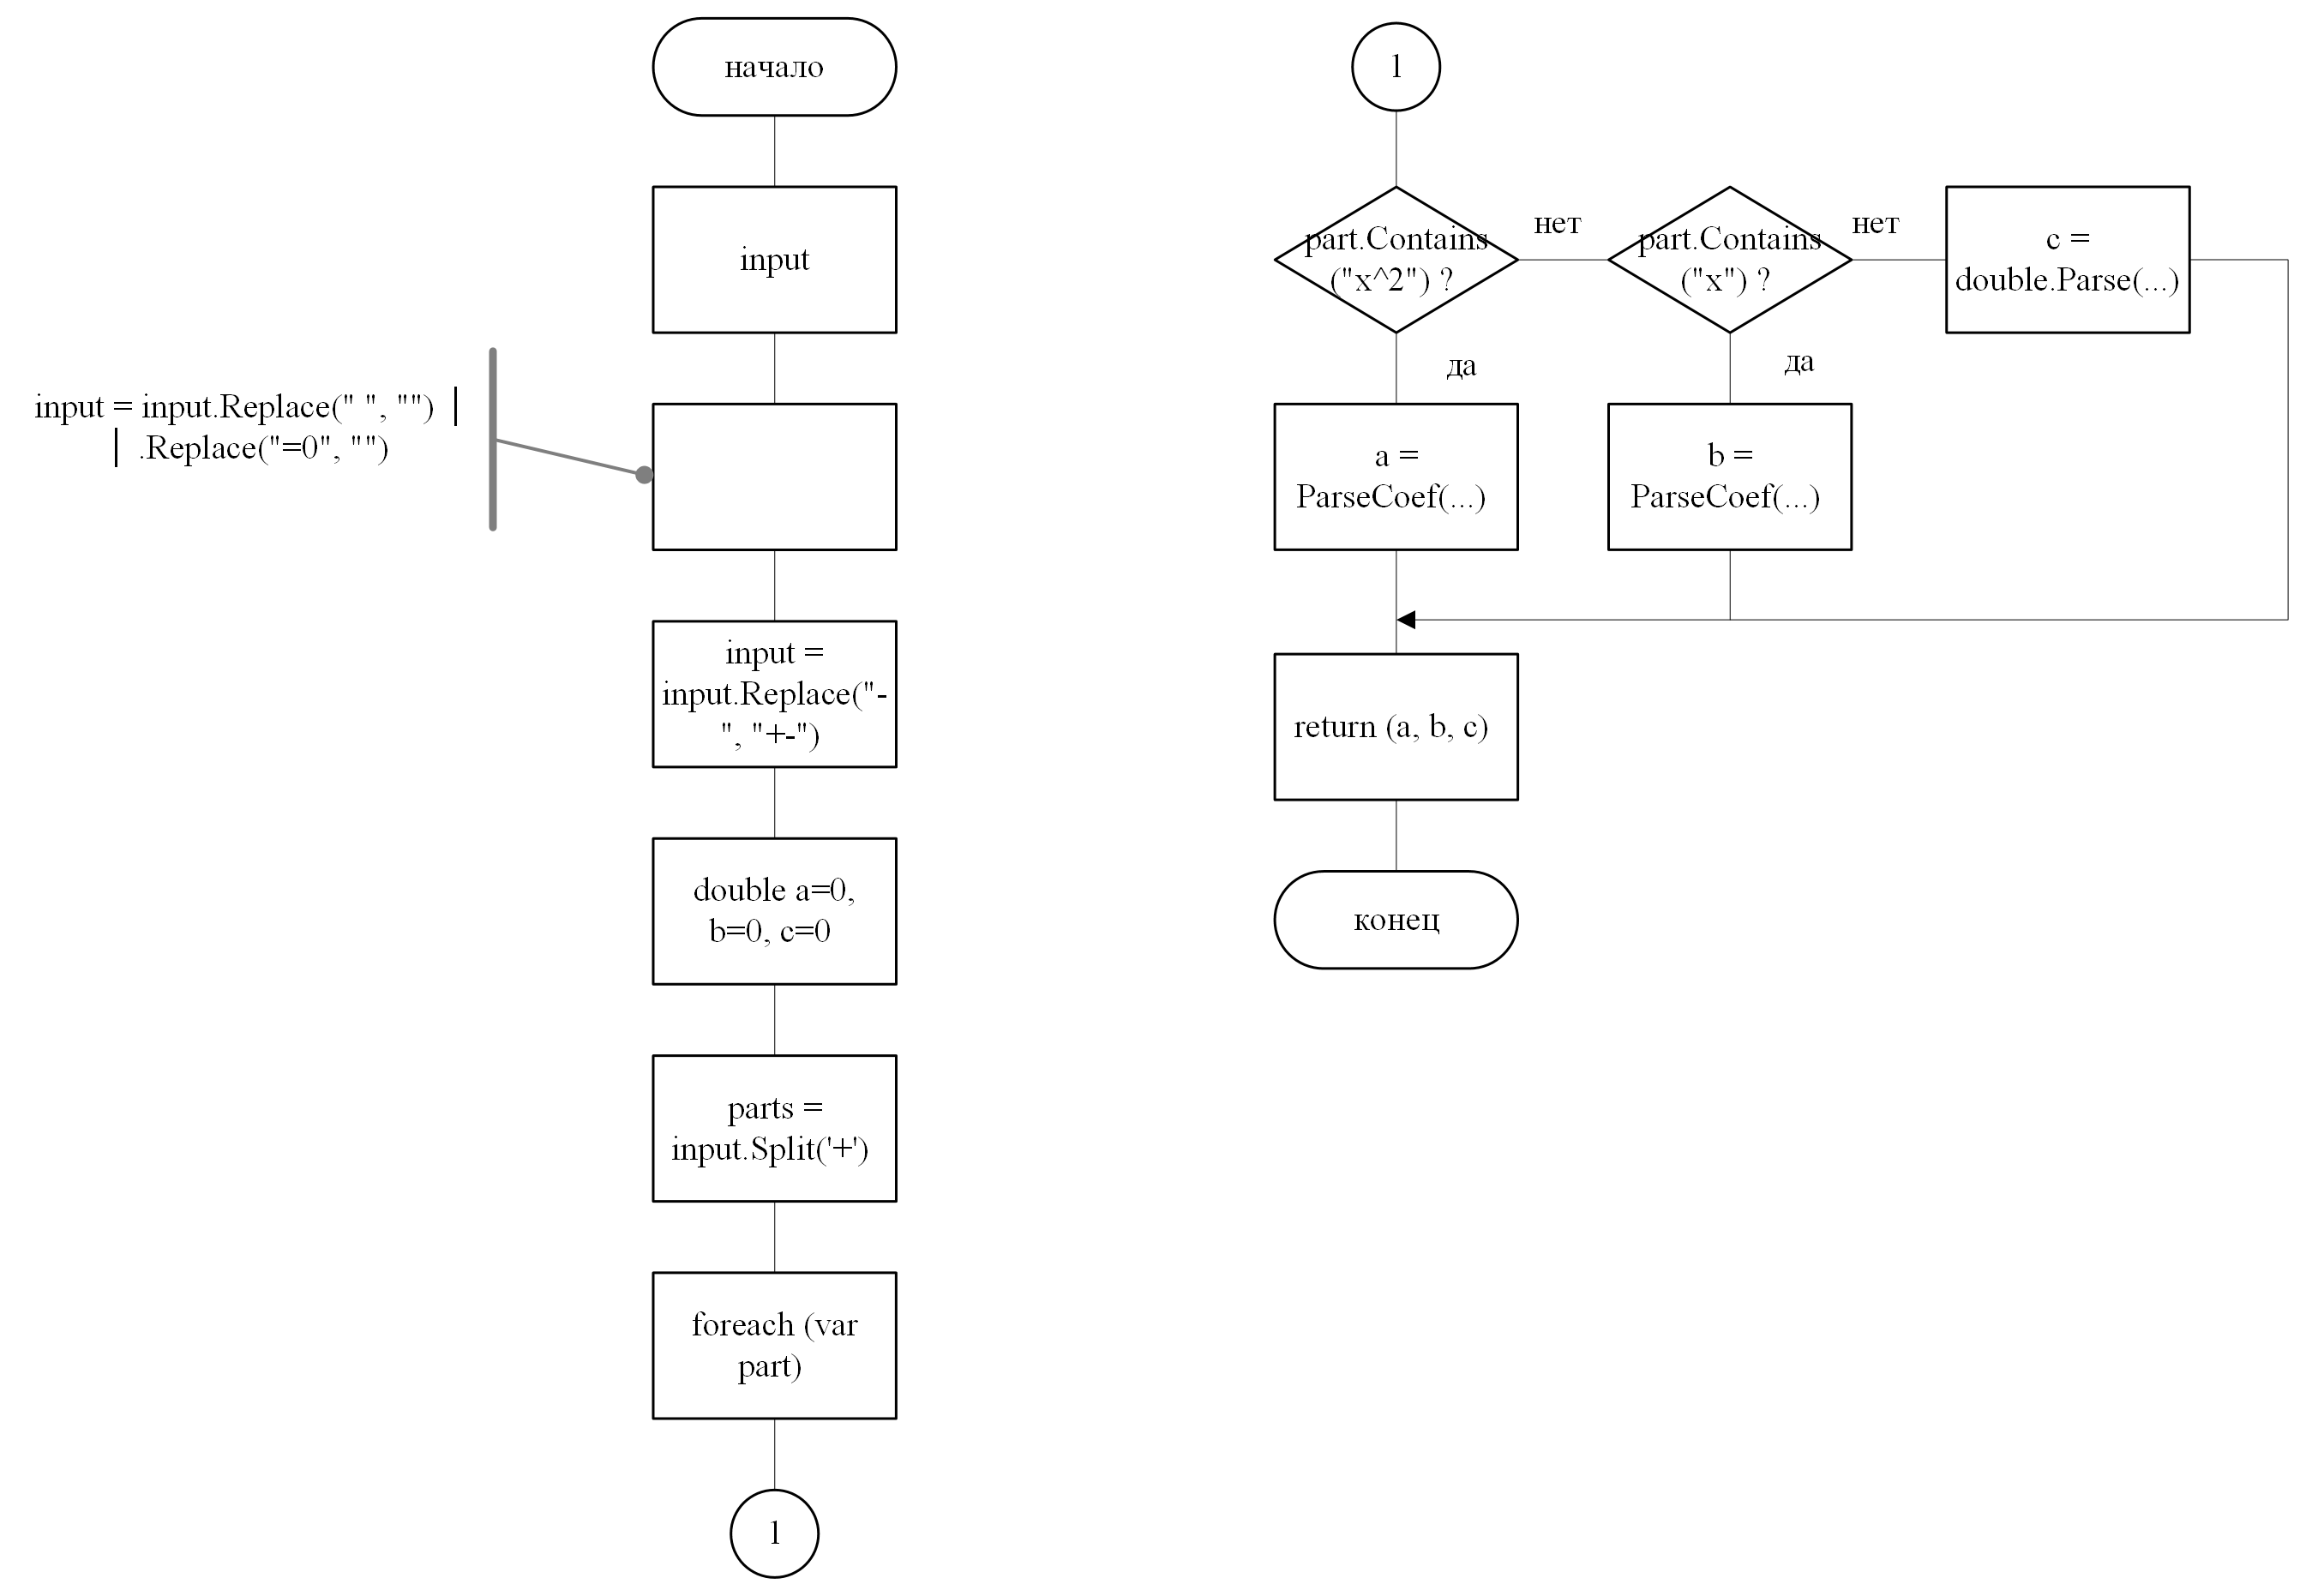 начало
input
input = input.Replace(" ", "") |
| .Replace("=0", "")
input =
input.Replace("-
", "+-")
double a=0,
b=0, c=0
parts =
input.Split('+')
foreach (var
part)
1
1
part.Contains
("x^2") ?
нет
part.Contains
("x") ?
нет
c =
double.Parse(...)
да
да
a =
ParseCoef(...)
b =
ParseCoef(...)
return (a, b, c)
конец